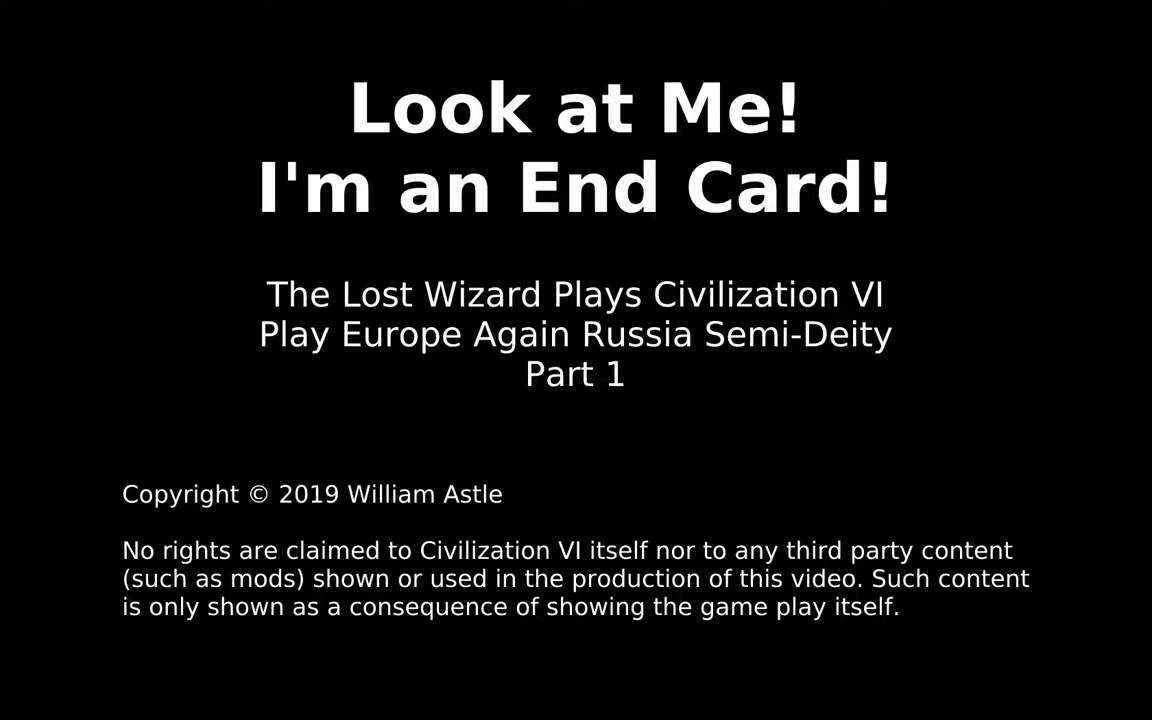 Look at Me!
I'm an End Card!
The Lost Wizard Plays Civilization VI
Play Europe Again Russia Semi-Deity
Part 1
Copyright © 2019 William Astle
No rights are claimed to Civilization VI itself nor to any third party content
(such as mods) shown or used in the production of this video. Such content
is only shown as a consequence of showing the game play itself.